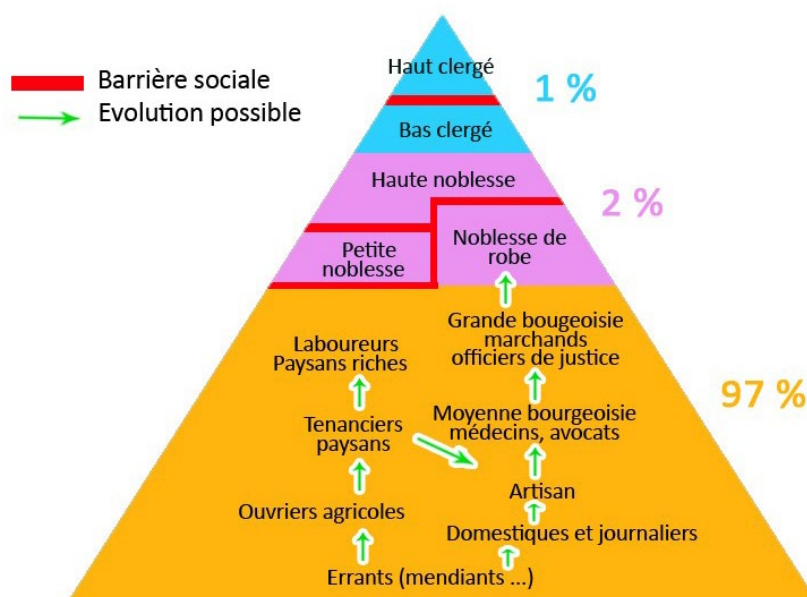 Barrière sociale
Evolution possible
Haut clergé
Bas clergé
1 %
Haute noblesse
2 %
Petite
noblesse
Noblesse de
robe
Grande bougeoisie
marchands
officiers de justice
Laboureurs
Paysans riches
97 %
Tenanciers
paysans
Moyenne bourgeoisie
médecins, avocats
Artisan
Ouvriers agricoles
Domestiques et journaliers
Errants (mendiants ...)